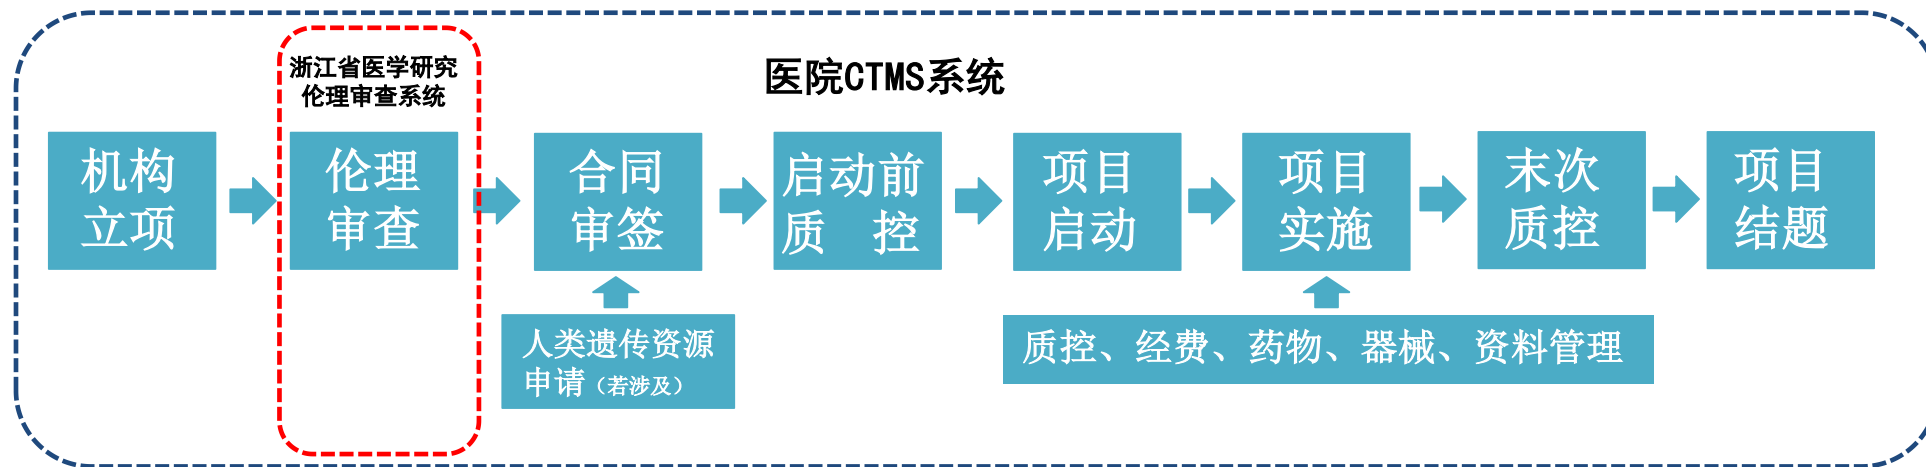 浙江省医学研究
伦理审查系统
医院CTMS系统
机构
立项
伦理
审查
合同
审签
启动前
质 控
项目
启动
项目
实施
末次
质控
项目
结题
人类遗传资源
申请（若涉及）
质控、经费、药物、器械、资料管理